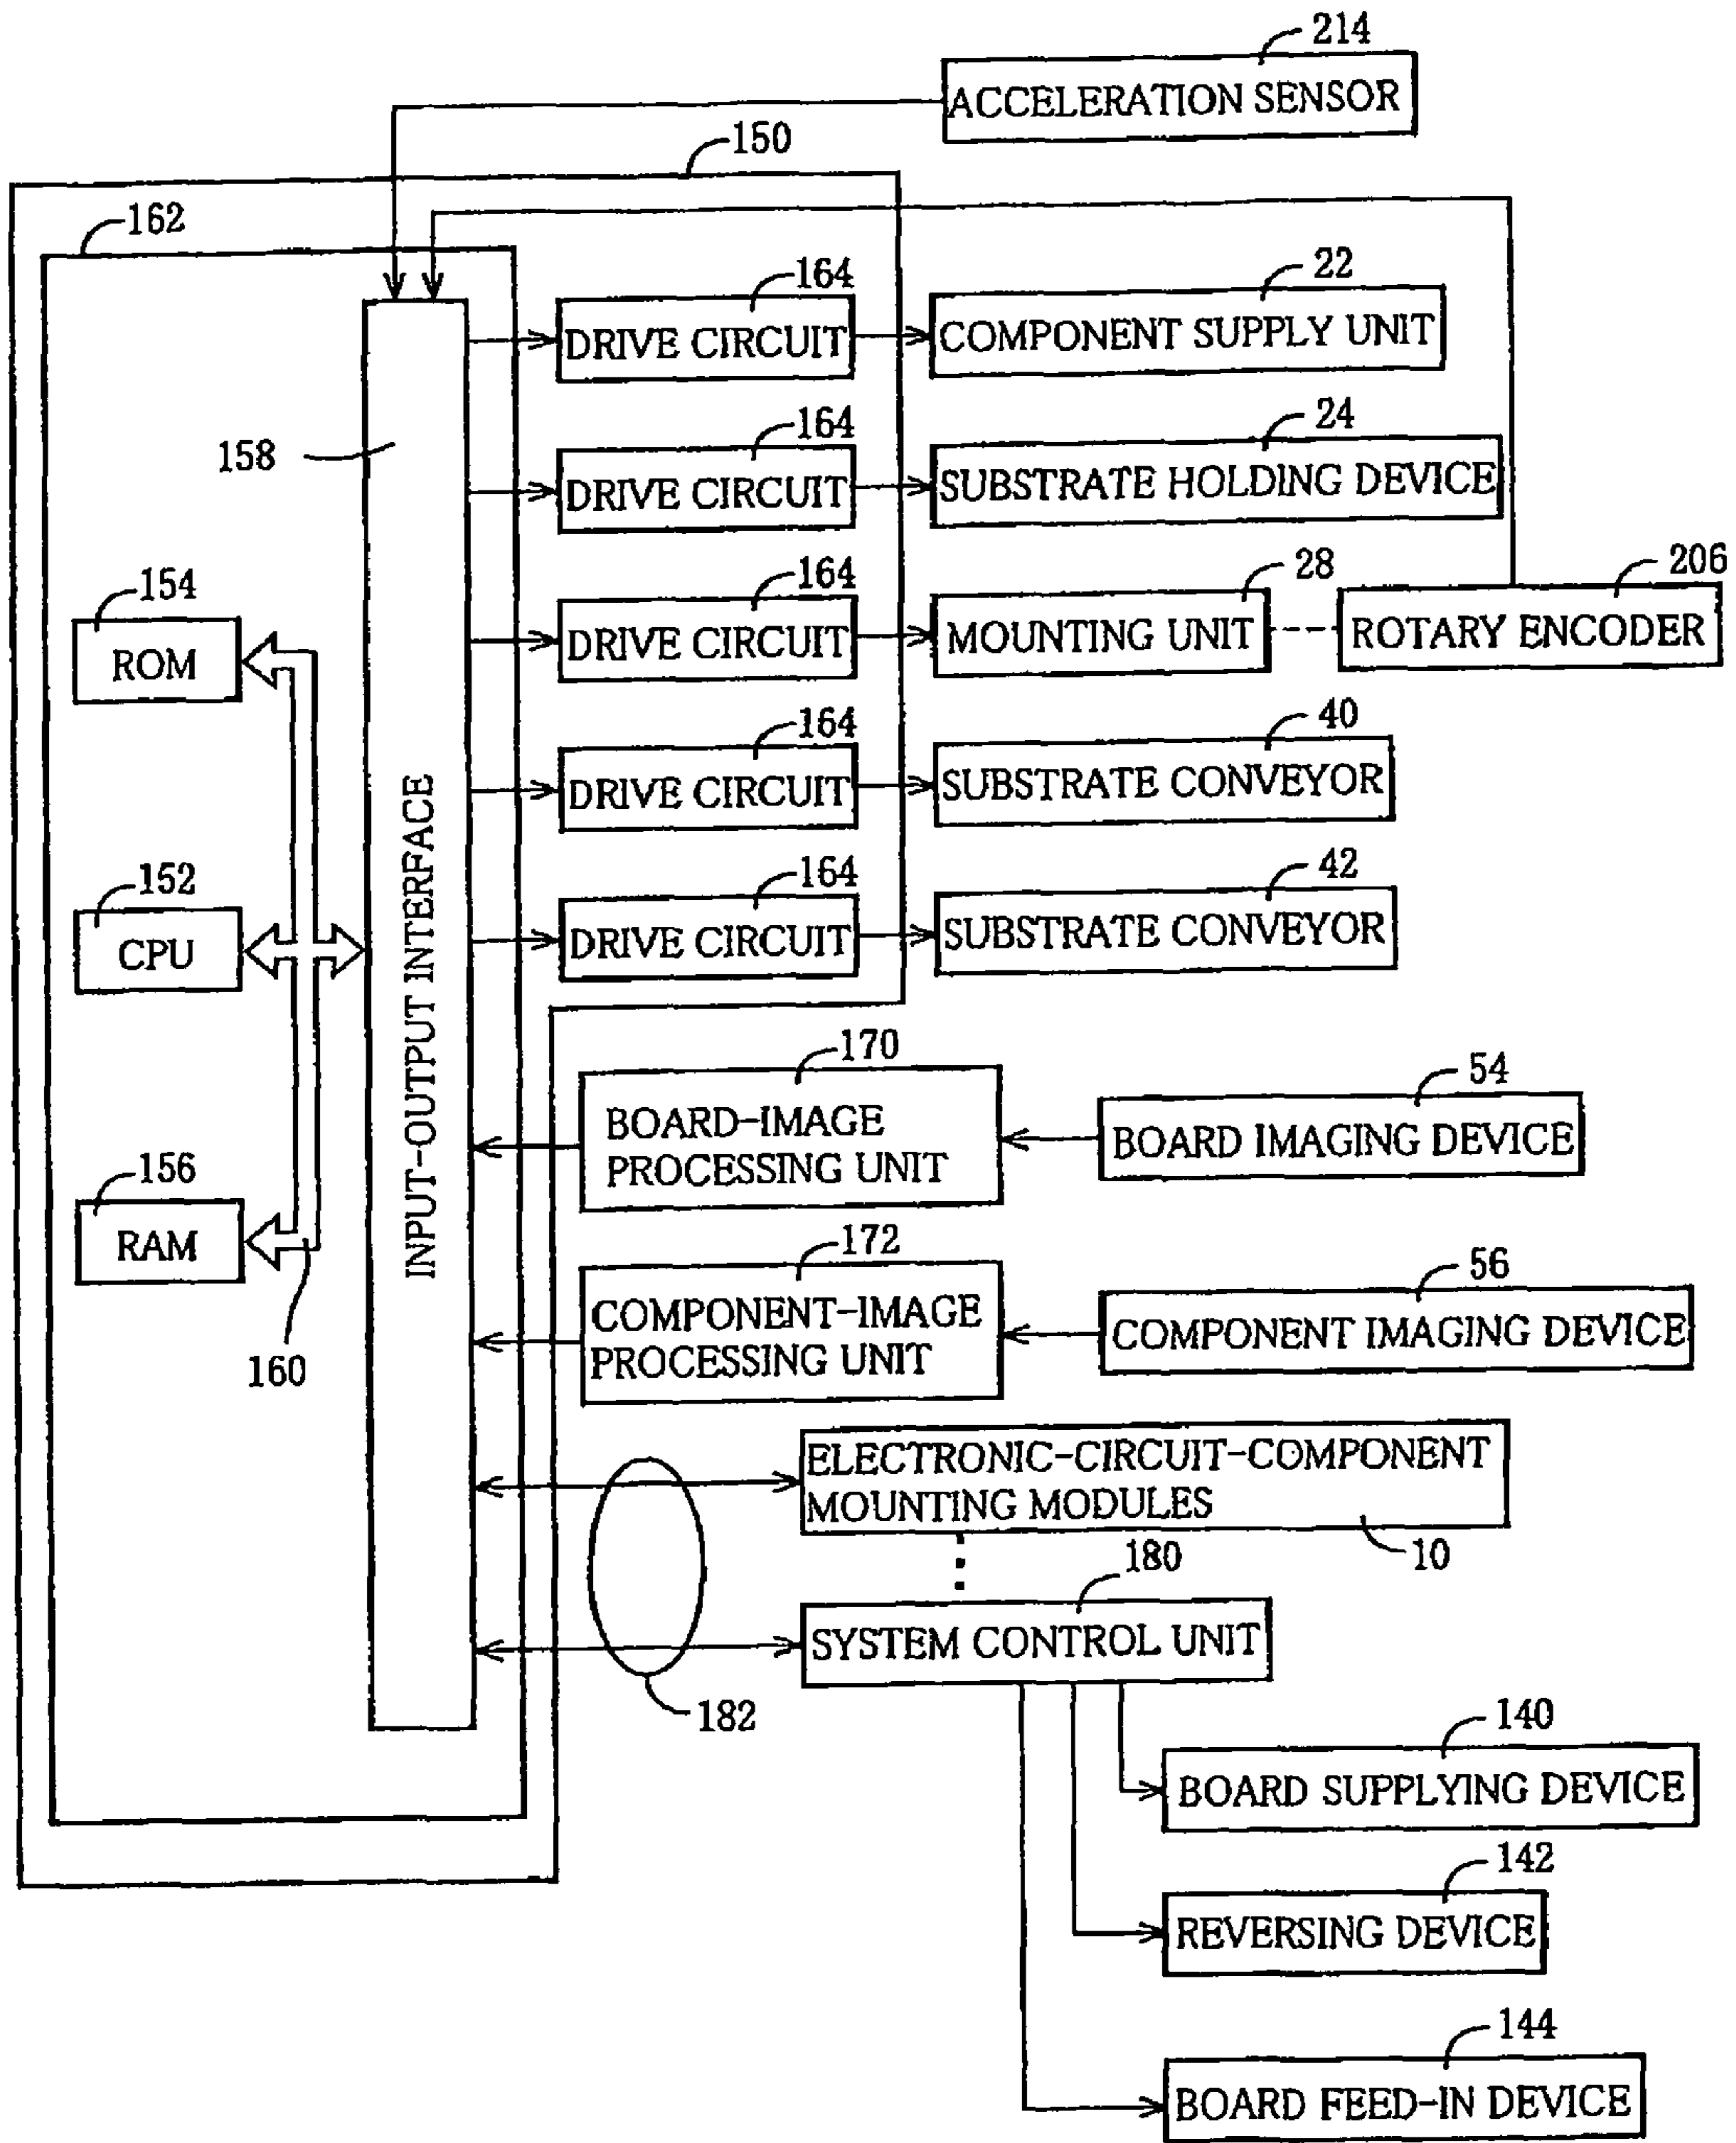 214
ACCELERATION SENSOR
150
162
164
22
DRIVE CIRCUIT
COMPONENT SUPPLY UNIT
158
164
24
DRIVE CIRCUIT
SUBSTRATE HOLDING DEVICE
154
ROM
164
28
206
DRIVE CIRCUIT
MOUNTING UNIT
ROTARY ENCODER
164
40
DRIVE CIRCUIT
SUBSTRATE CONVEYOR
152
CPU
164
42
DRIVE CIRCUIT
SUBSTRATE CONVEYOR
INPUT-OUTPUT INTERFACE
170
54
BOARD-IMAGE
PROCESSING UNIT
BOARD IMAGING DEVICE
156
RAM
160
172
56
COMPONENT-IMAGE
PROCESSING UNIT
COMPONENT IMAGING DEVICE
ELECTRONIC-CIRCUIT-COMPONENT
MOUNTING MODULES
10
180
SYSTEM CONTROL UNIT
182
140
BOARD SUPPLYING DEVICE
142
REVERSING DEVICE
144
BOARD FEED-IN DEVICE